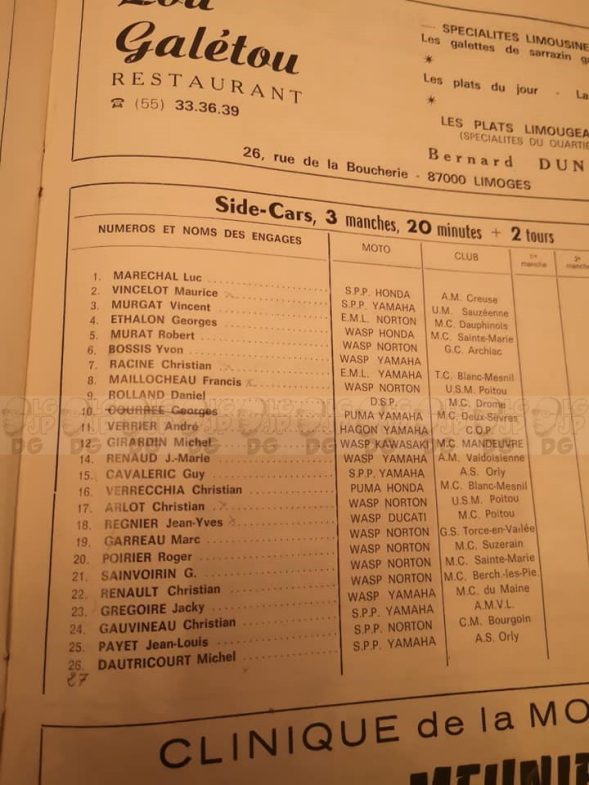 Lou
Galétou
RESTAURANT
☎ (55) 33.36.39
— SPECIALITES LIMOUSINE
Les galettes de sarrazin
*
Les plats du jour - La
*
LES PLATS LIMOUGEA
(SPECIALITES DU QUARTIE
Bernard DUN
26, rue de la Boucherie - 87000 LIMOGES
Side-Cars, 3 manches, 20 minutes + 2 tours
NUMEROS ET NOMS DES ENGAGES MOTO CLUB 1re manche 2e manche
1. MARECHAL Luc S.P.P. HONDA A.M. Creuse
2. VINCELOT Maurice S.P.P. YAMAHA U.M. Sauzéenne
3. MURGAT Vincent E.M.L. NORTON M.C. Dauphinois
4. ETHALON Georges WASP HONDA M.C. Sainte-Marie
5. MURAT Robert WASP NORTON G.C. Archiac
6. BOSSIS Yvon WASP YAMAHA
7. RACINE Christian E.M.L. YAMAHA T.C. Blanc-Mesnil
8. MAILLOCHEAU Francis WASP NORTON U.S.M. Poitou
9. ROLLAND Daniel D.S.P. M.C. Drome
10. COURREE Georges PUMA YAMAHA M.C. Deux-Sèvres
11. VERRIER André HAGON YAMAHA C.O.P.
12. GIRARDIN Michel WASP KAWASAKI M.C. MANDEUVRE
14. RENAUD J.-Marie WASP YAMAHA A.M. Valdoisienne
15. CAVALERIC Guy S.P.P. YAMAHA A.S. Orly
16. VERRECCHIA Christian PUMA HONDA M.C. Blanc-Mesnil
17. ARLOT Christian WASP NORTON U.S.M. Poitou
18. REGNIER Jean-Yves WASP DUCATI M.C. Poitou
19. GARREAU Marc WASP NORTON G.S. Torce-en-Vallée
20. POIRIER Roger WASP NORTON M.C. Suzerain
21. SAINVOIRIN G. WASP NORTON M.C. Sainte-Marie
22. RENAULT Christian WASP NORTON M.C. Berch.-les-Pie.
23. GREGOIRE Jacky WASP YAMAHA M.C. du Maine
24. GAUVINEAU Christian S.P.P. YAMAHA A.M.V.L.
25. PAYET Jean-Louis S.P.P. NORTON C.M. Bourgoin
26. DAUTRICOURT Michel S.P.P. YAMAHA A.S. Orly
27
CLINIQUE de la MO
MEUNIE